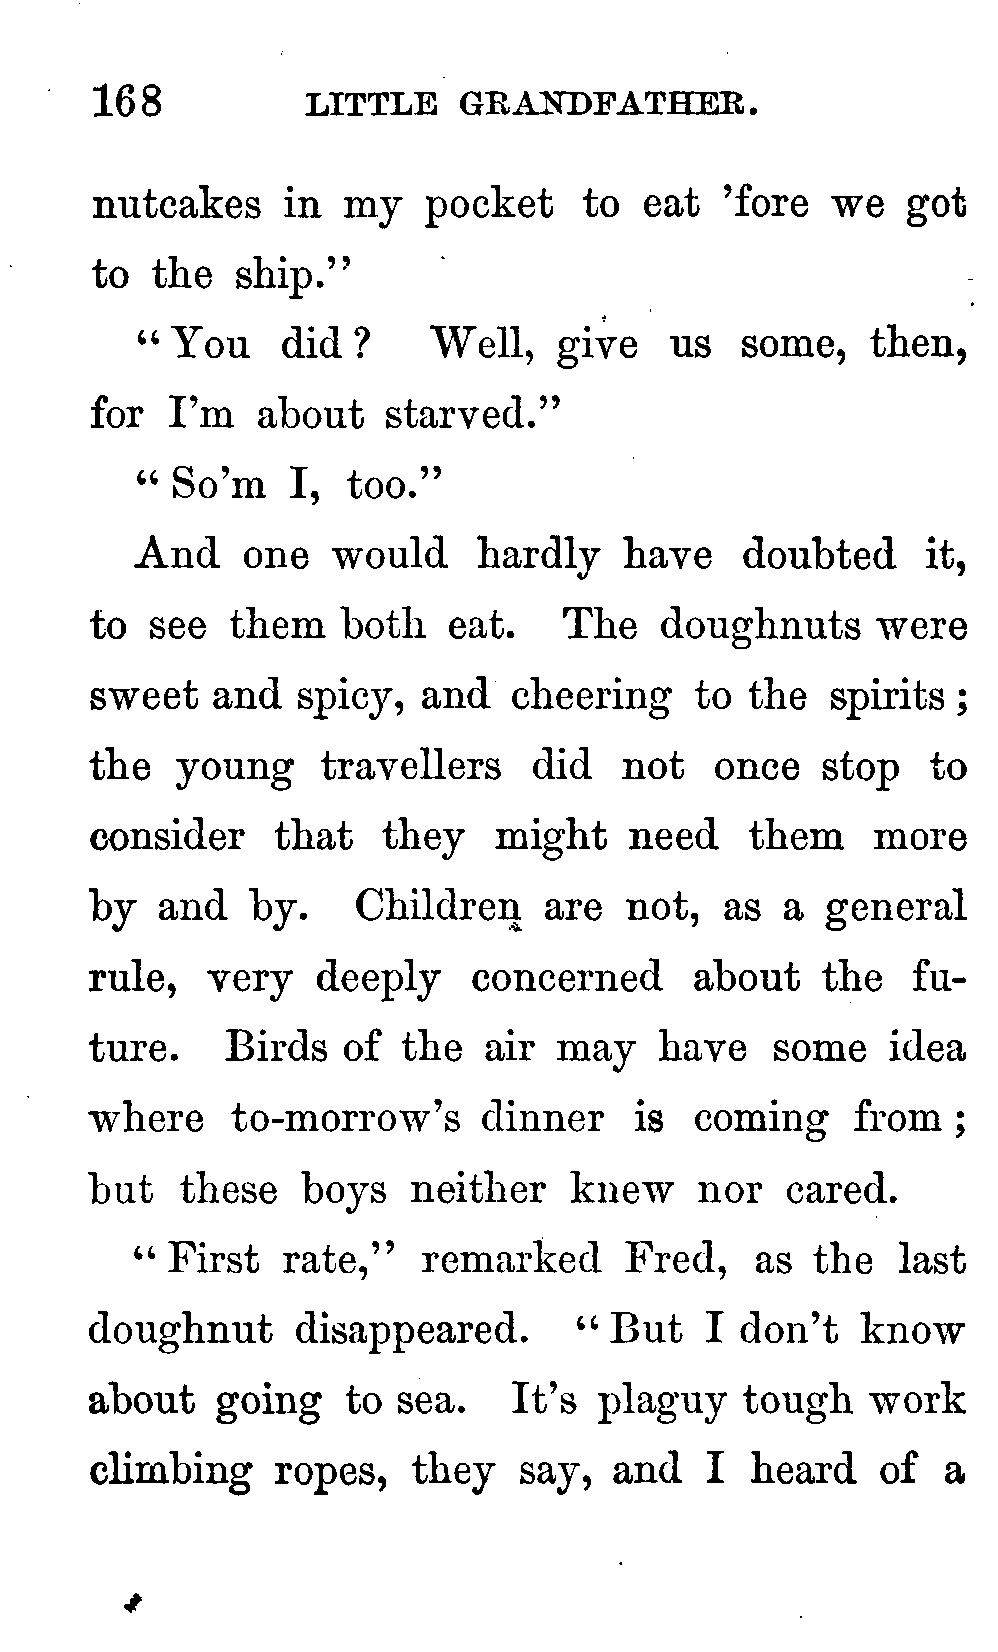 168 LITTLE GRANDFATHER.
nutcakes in my pocket to eat ’fore we got
to the ship.”
“ You did ? Well, give us some, then,
for I’m about starved.”
“ So’m I, too.”
And one would hardly have doubted it,
to see them both eat. The doughnuts were
sweet and spicy, and cheering to the spirits ;
the young travellers did not once stop to
consider that they might need them more
by and by. Children are not, as a general
rule, very deeply concerned about the fu-
ture. Birds of the air may have some idea
where to-morrow’s dinner is coming from ;
but these boys neither knew nor cared.
“ First rate,” remarked Fred, as the last
doughnut disappeared. “ But I don’t know
about going to sea. It’s plaguy tough work
climbing ropes, they say, and I heard of a